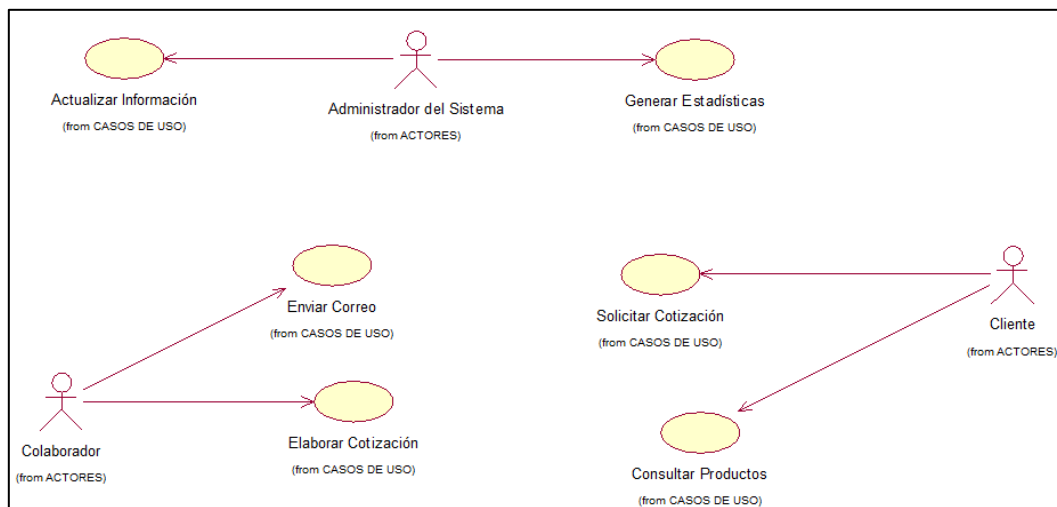 Actualizar Información
(from CASOS DE USO)
Administrador del Sistema
(from ACTORES)
Generar Estadísticas
(from CASOS DE USO)
Enviar Correo
(from CASOS DE USO)
Solicitar Cotización
(from CASOS DE USO)
Cliente
(from ACTORES)
Colaborador
(from ACTORES)
Elaborar Cotización
(from CASOS DE USO)
Consultar Productos
(from CASOS DE USO)